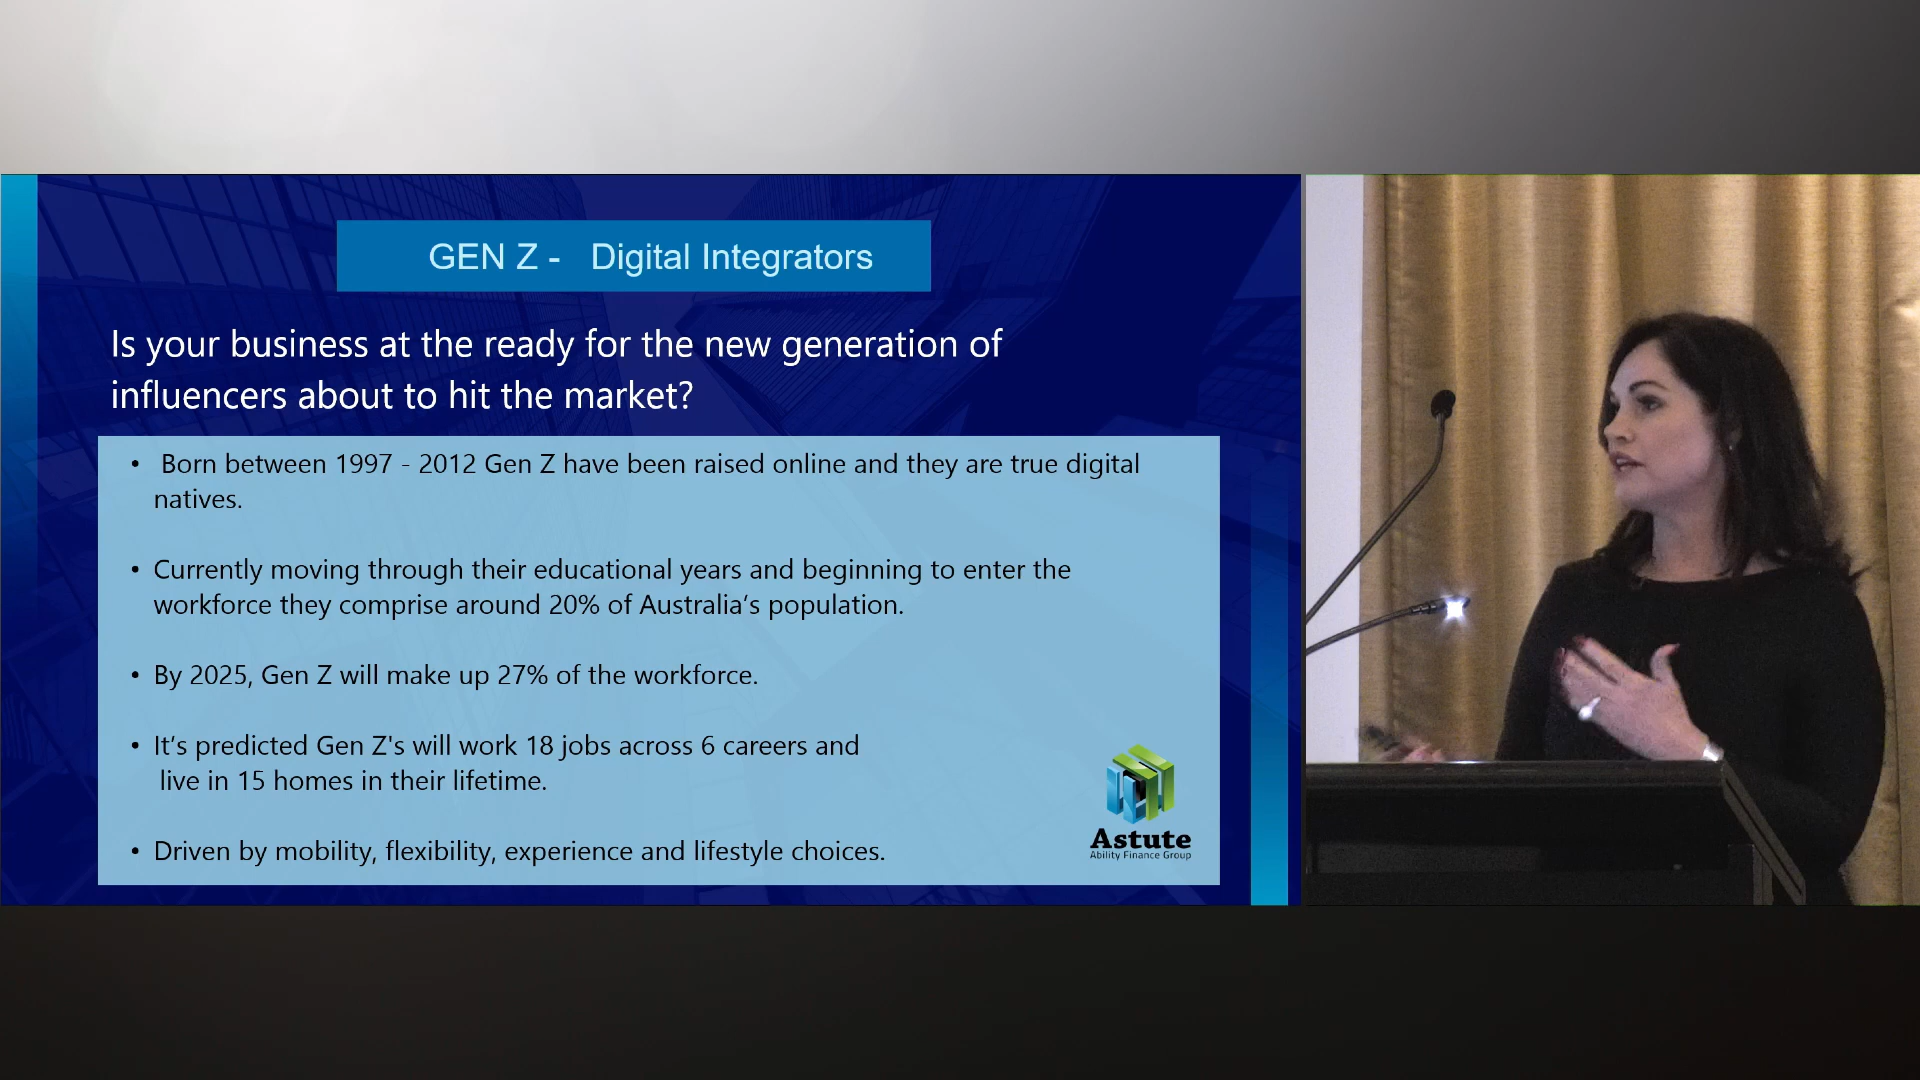 GEN Z -   Digital Integrators
Is your business at the ready for the new generation of
influencers about to hit the market?
• Born between 1997 - 2012 Gen Z have been raised online and they are true digital
natives.
• Currently moving through their educational years and beginning to enter the
workforce they comprise around 20% of Australia’s population.
• By 2025, Gen Z will make up 27% of the workforce.
• It’s predicted Gen Z's will work 18 jobs across 6 careers and
live in 15 homes in their lifetime.
• Driven by mobility, flexibility, experience and lifestyle choices.
Astute
Ability Finance Group